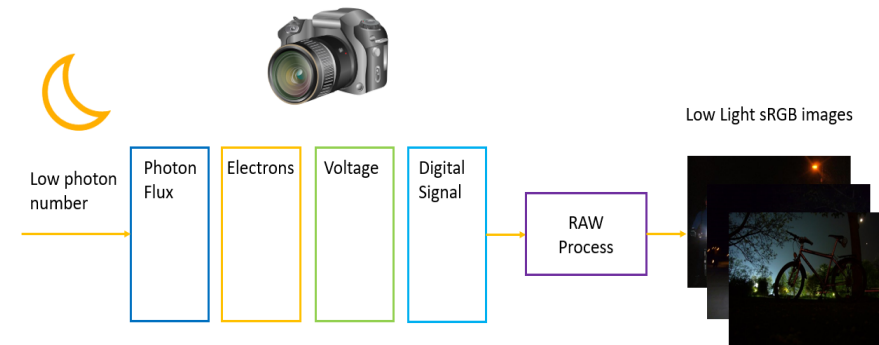 Low Light sRGB images
Low photon
number
Photon
Flux
Electrons
Voltage
Digital
Signal
RAW
Process